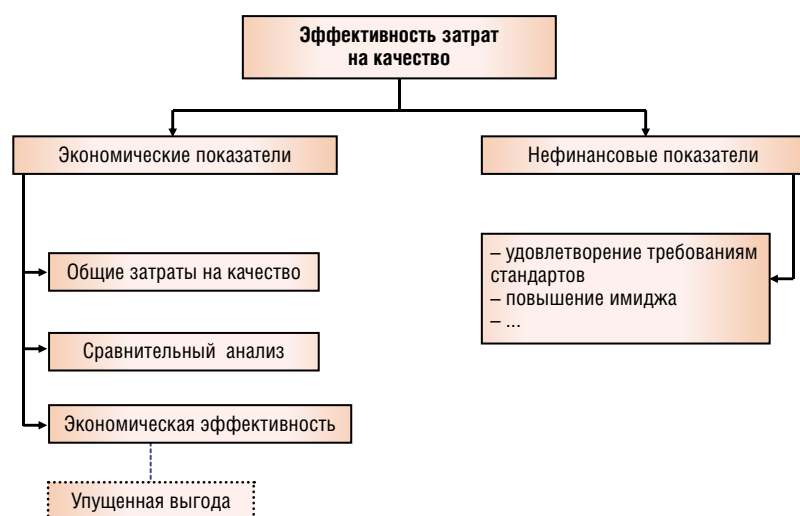 Эффективность затрат
на качество
Экономические показатели
Нефинансовые показатели
Общие затраты на качество
Сравнительный анализ
Экономическая эффективность
Упущенная выгода
– удовлетворение требованиям
стандартов
– повышение имиджа
– ...